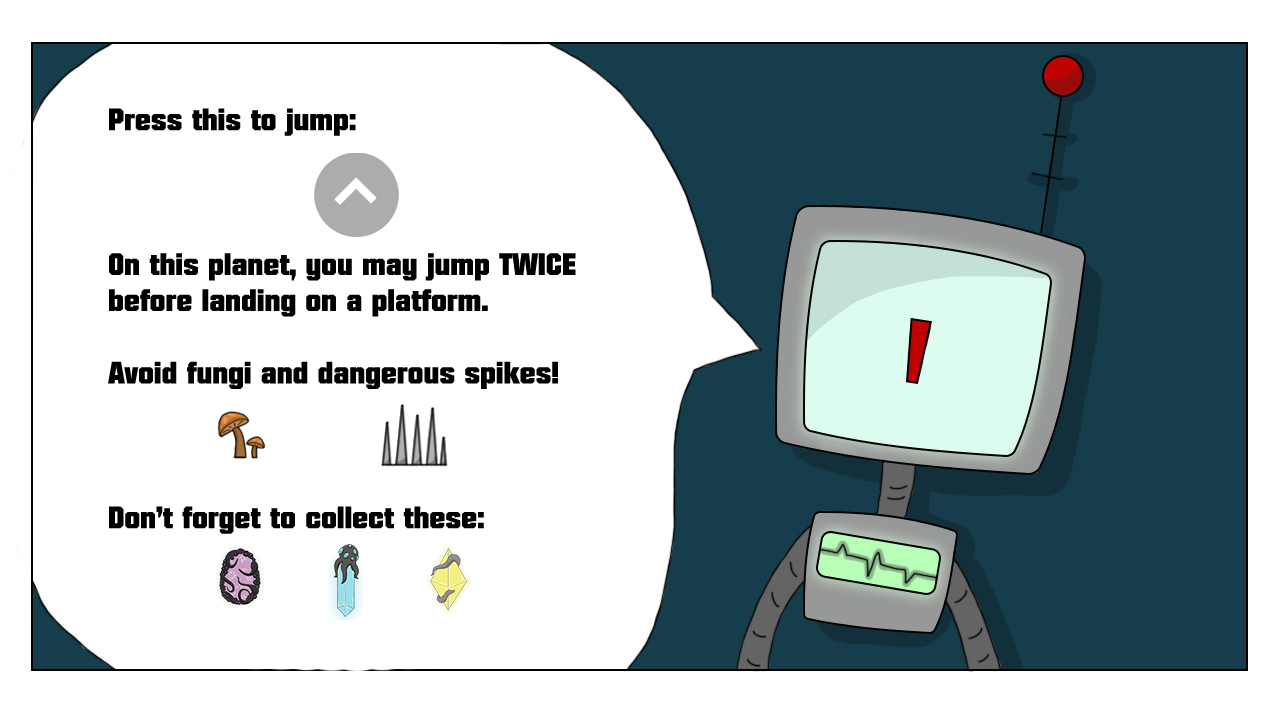 Press this to jump:
On this planet, you may jump TWICE
before landing on a platform.
Avoid fungi and dangerous spikes!
Don't forget to collect these:
!